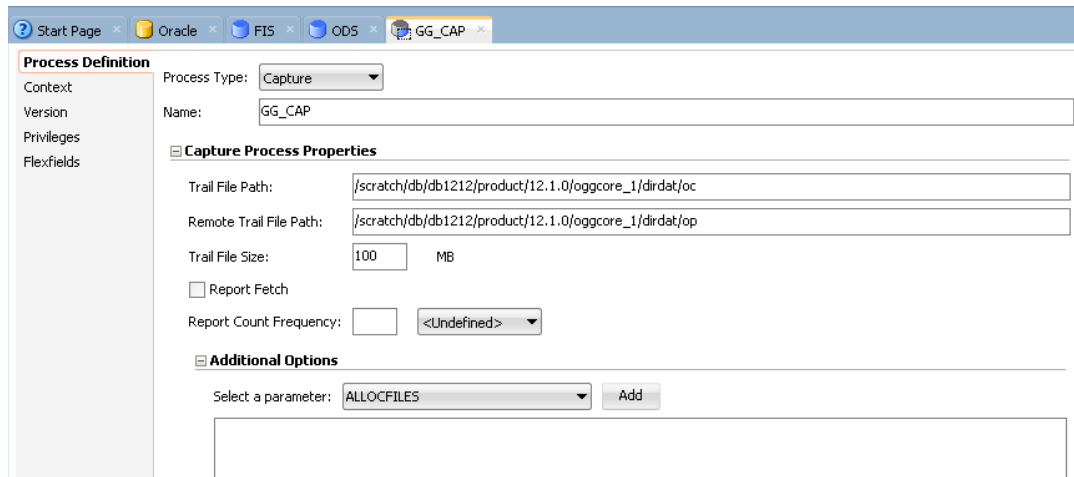 Start Page Oracle FIS ODS GG_CAP
Process Definition
Context
Version
Privileges
Flexfields
Process Type: Capture
Name: GG_CAP
Capture Process Properties
Trail File Path: /scratch/db/db1212/product/12.1.0/oggcore_1/dirdat/oc
Remote Trail File Path: /scratch/db/db1212/product/12.1.0/oggcore_1/dirdat/op
Trail File Size: 100 MB
Report Fetch
Report Count Frequency: <Undefined>
Additional Options
Select a parameter: ALLOCFILES Add